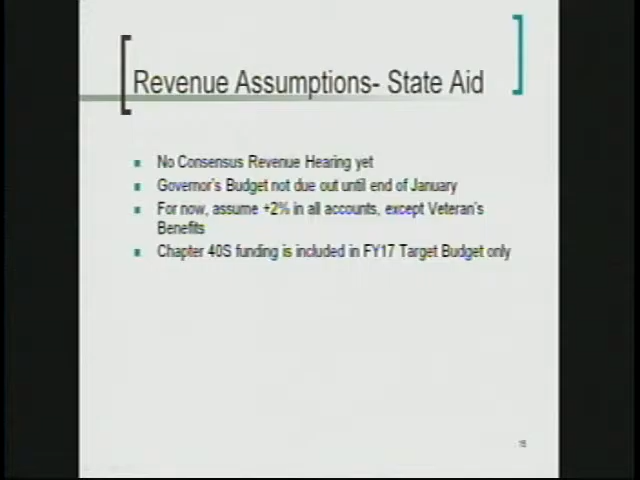 Revenue Assumptions- State Aid
No Consensus Revenue Hearing yet
Governor's Budget not due out until end of January
For now, assume +2% in all accounts, except Veteran's
Benefits
Chapter 40S funding is included in FY17 Target Budget only